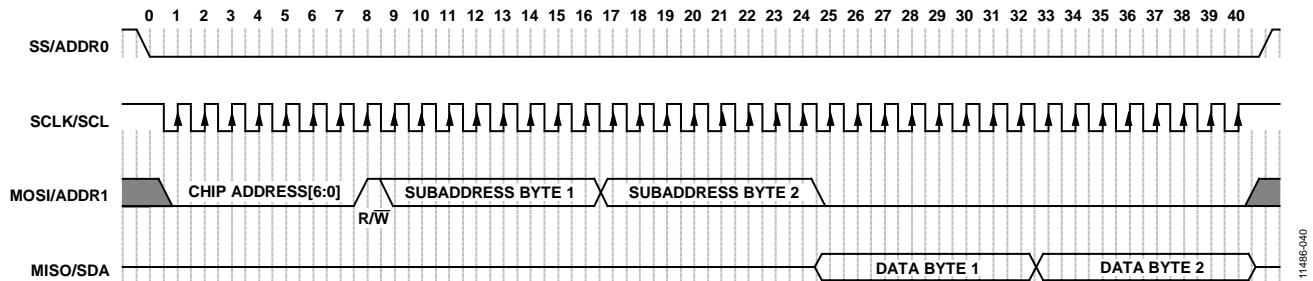 0 1 2 3 4 5 6 7 8 9 10 11 12 13 14 15 16 17 18 19 20 21 22 23 24 25 26 27 28 29 30 31 32 33 34 35 36 37 38 39 40
SS/ADDR0
SCLK/SCL
MOSI/ADDR1 CHIP ADDRESS[6:0] SUBADDRESS BYTE 1 SUBADDRESS BYTE 2
R/W̅
MISO/SDA DATA BYTE 1 DATA BYTE 2
11486-040